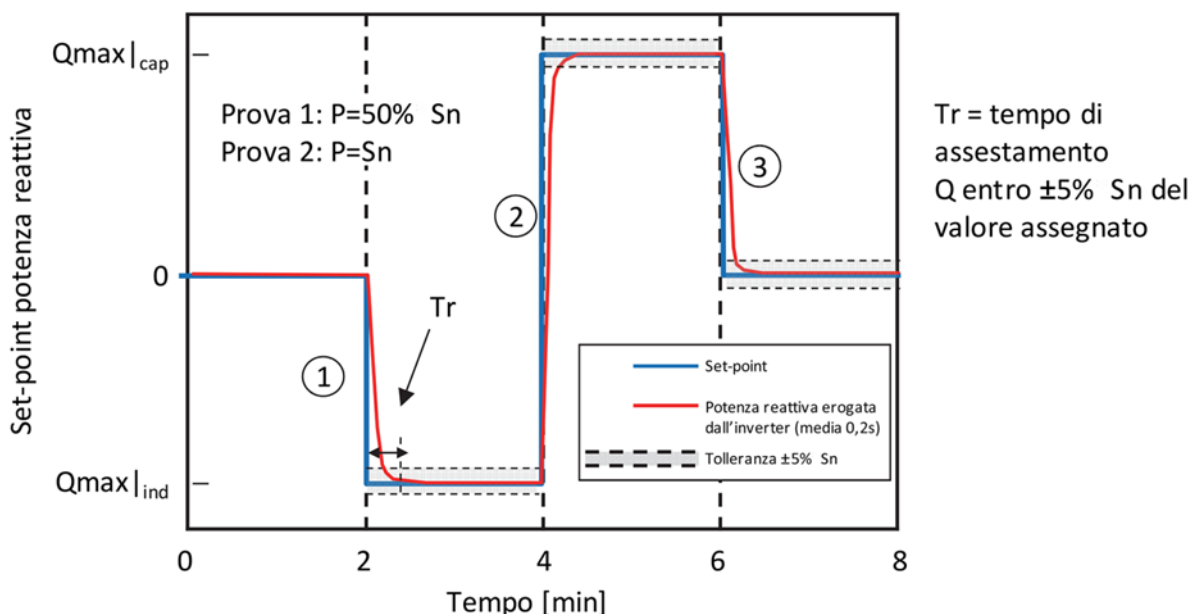 Set-point potenza reattiva
Qmax|cap
0
Qmax|ind
Prova 1: P=50% Sn
Prova 2: P=Sn
1
Tr
2
3
Tr = tempo di
assestamento
Q entro ±5% Sn del
valore assegnato
Set-point
Potenza reattiva erogata
dall'inverter (media 0,2s)
Tolleranza ±5% Sn
0
2
4
6
8
Tempo [min]